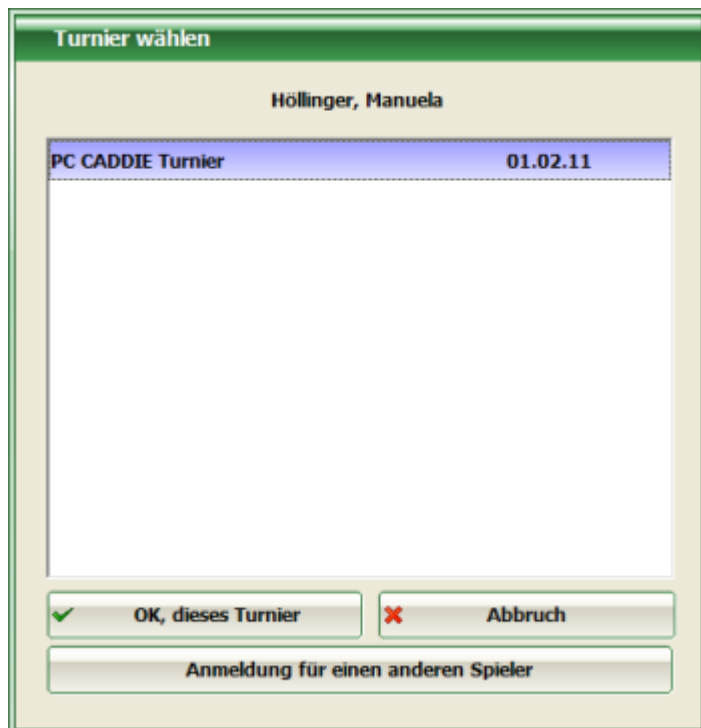 Turnier wählen
Höllinger, Manuela
PC CADDIE Turnier 01.02.11
OK, dieses Turnier Abbruch
Anmeldung für einen anderen Spieler